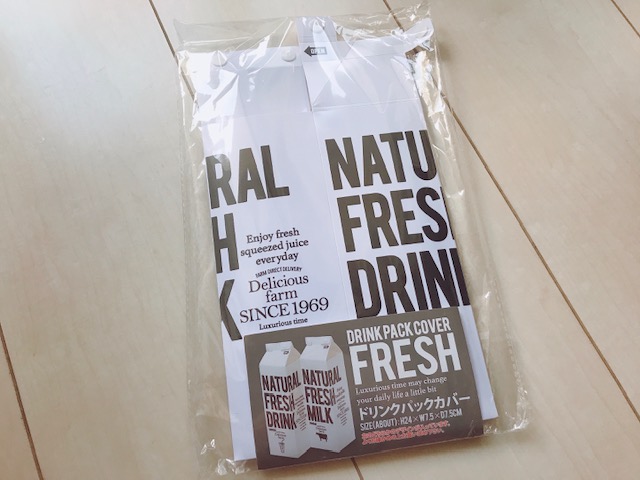 OPEN
RAL
H
K
Enjoy fresh
squeezed juice
everyday
FARM DIRECT DELIVERY
Delicious
farm
SINCE 1969
Luxurious time
NATU
FRES
DRINK
DRINK PACK COVER
FRESH
Luxurious time may change
your daily life a little bit
ドリンクパックカバー
SIZE(ABOUT):H24×W7.5×D7.5CM
NATURAL
FRESH
DRINK
NATURAL
FRESH
MILK